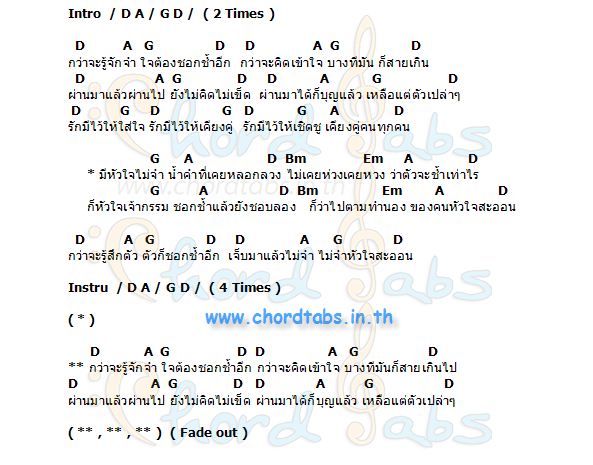 Intro / D A / G D / ( 2 Times )
D A G D D A G D
กว่าจะรู้จักจำ ใจต้องชอกช้ำอีก กว่าจะคิดเข้าใจ บางทีมัน ก็สายเกิน
D A G D D A G D
ผ่านมาแล้วผ่านไป ยังไม่คิดไม่เข็ด ผ่านมาได้ก็บุญแล้ว เหลือแต่ตัวเปล่าๆ
D G D G D G A D
รักมีไว้ให้ใส่ใจ รักมีไว้ให้เคียงคู่ รักมีไว้ให้เชิดชู เคียงคู่คนทุกคน
G A D Bm Em A D
* มีหัวใจไม่จำ น้ำคำที่เคยหลอกลวง ไม่เคยห่วงเคยหวง ว่าตัวจะช้ำเท่าไร
G A D Bm Em A D
ก็หัวใจเจ้ากรรม ชอกช้ำแล้วยังชอบลอง ก็ว่าไปตามทำนอง ของคนหัวใจสะออน
D A G D D A G D
กว่าจะรู้สึกตัว ตัวก็ชอกช้ำอีก เจ็บมาแล้วไม่จำ ไม่จำหัวใจสะออน
Instru / D A / G D / ( 4 Times )
( * )
www.chordtabs.in.th
D A G D D A G D
** กว่าจะรู้จักจำ ใจต้องชอกช้ำอีก กว่าจะคิดเข้าใจ บางทีมันก็สายเกินไป
D A G D D A G D
ผ่านมาแล้วผ่านไป ยังไม่คิดไม่เข็ด ผ่านมาได้ก็บุญแล้ว เหลือแต่ตัวเปล่าๆ
( ** , ** , ** ) ( Fade out )